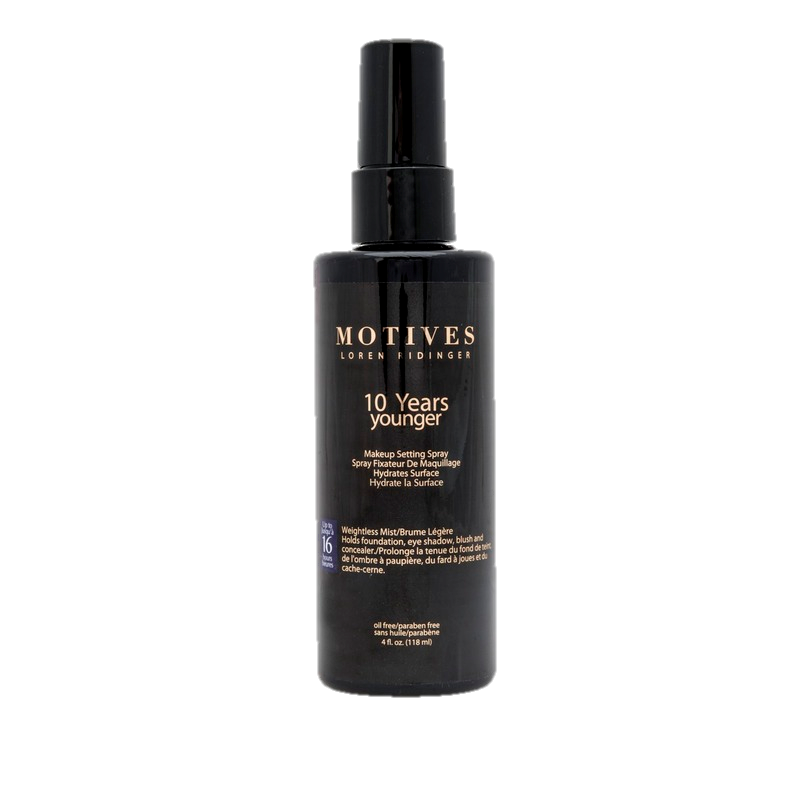 MOTIVES
LOREN RIDINGER
10 Years
younger
Makeup Setting Spray
Spray Fixateur De Maquillage
Hydrates Surface
Hydrate la Surface
Up to
Jusqu'à
16
hours
heures
Weightless Mist/Brume Légère
Holds foundation, eye shadow, blush and
concealer./Prolonge la tenue du fond de teint,
de l'ombre à paupière, du fard à joues et du
cache-cerne.
oil free/paraben free
sans huile/parabène
4 fl. oz. (118 ml)